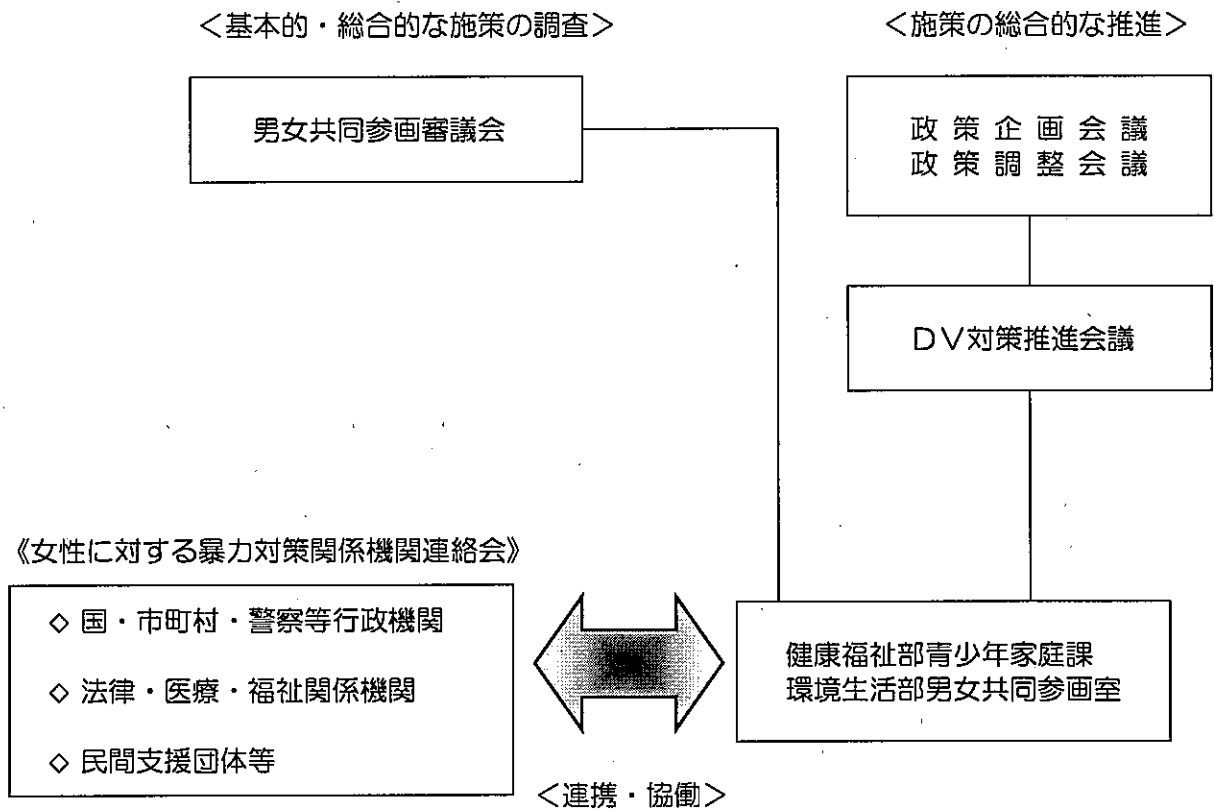 ＜基本的・総合的な施策の調査＞
＜施策の総合的な推進＞
男女共同参画審議会
政策企画会議
政策調整会議
ＤＶ対策推進会議
《女性に対する暴力対策関係機関連絡会》
◇ 国・市町村・警察等行政機関
◇ 法律・医療・福祉関係機関
◇ 民間支援団体等
健康福祉部青少年家庭課
環境生活部男女共同参画室
＜連携・協働＞